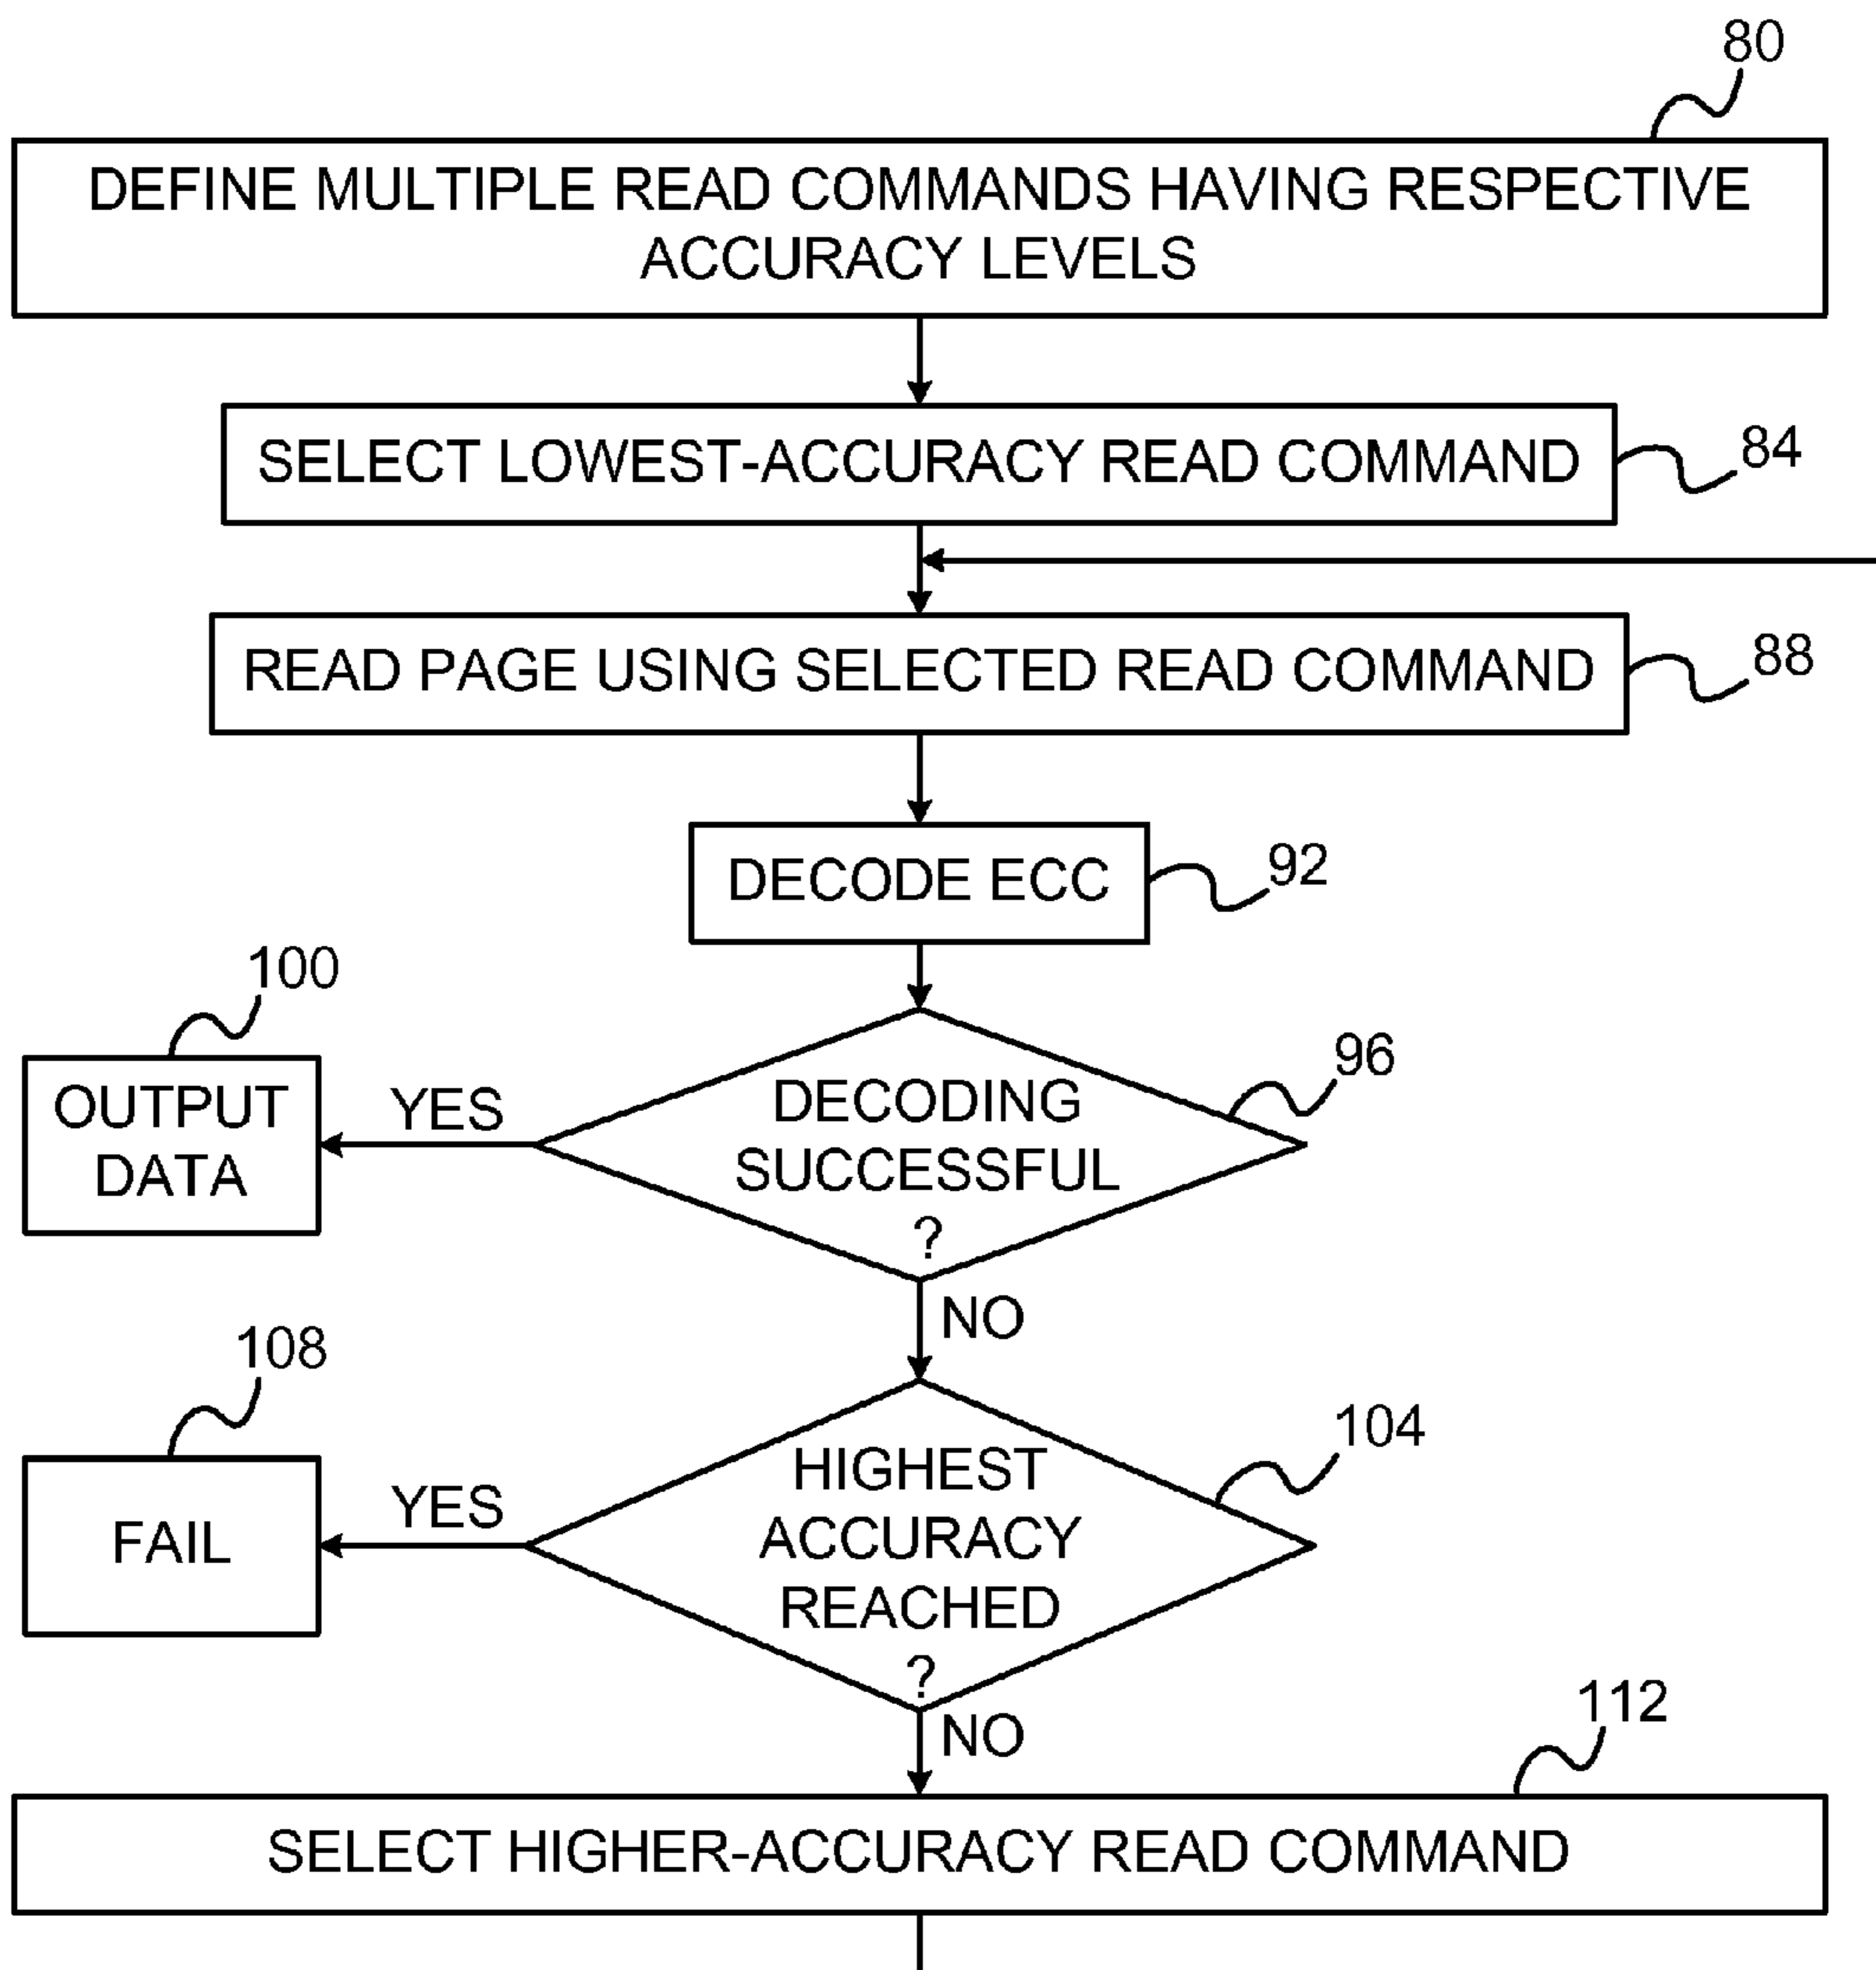 80
DEFINE MULTIPLE READ COMMANDS HAVING RESPECTIVE
ACCURACY LEVELS
SELECT LOWEST-ACCURACY READ COMMAND
84
READ PAGE USING SELECTED READ COMMAND
88
DECODE ECC
92
100
OUTPUT
DATA
YES
DECODING
SUCCESSFUL
?
96
NO
108
FAIL
YES
HIGHEST
ACCURACY
REACHED
?
104
NO
112
SELECT HIGHER-ACCURACY READ COMMAND